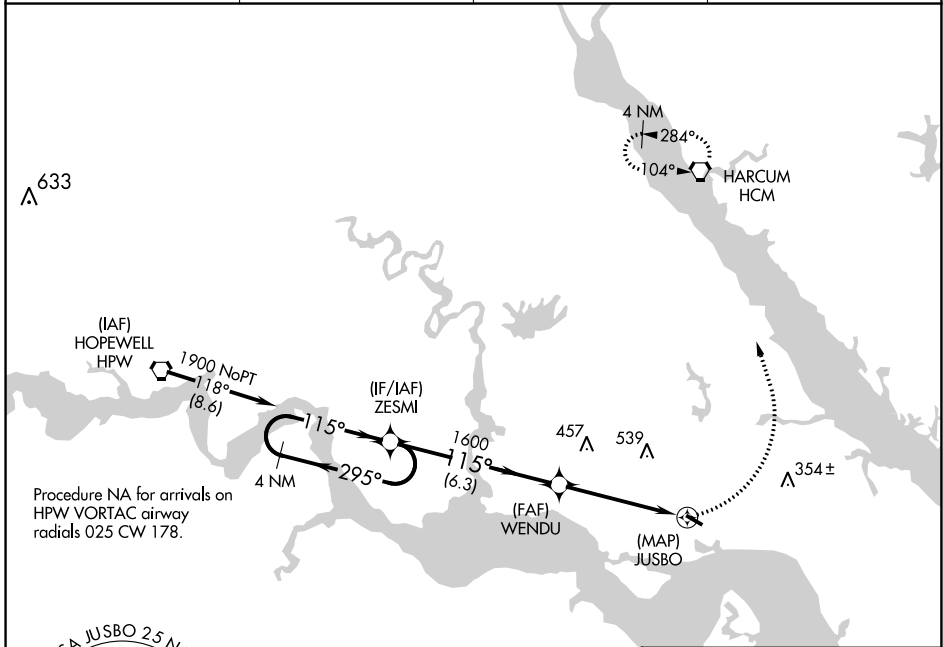 4 NM
284°
104°
HARCUM
HCM
633
(IAF)
HOPEWELL
HPW
1900 NoPT
118°
(8.6)
(IF/IAF)
ZESMI
115°
295°
4 NM
1600
115°
(6.3)
457
539
354±
(FAF)
WENDU
(MAP)
JUSBO
Procedure NA for arrivals on
HPW VORTAC airway
radials 025 CW 178.
JUSBO 25 N